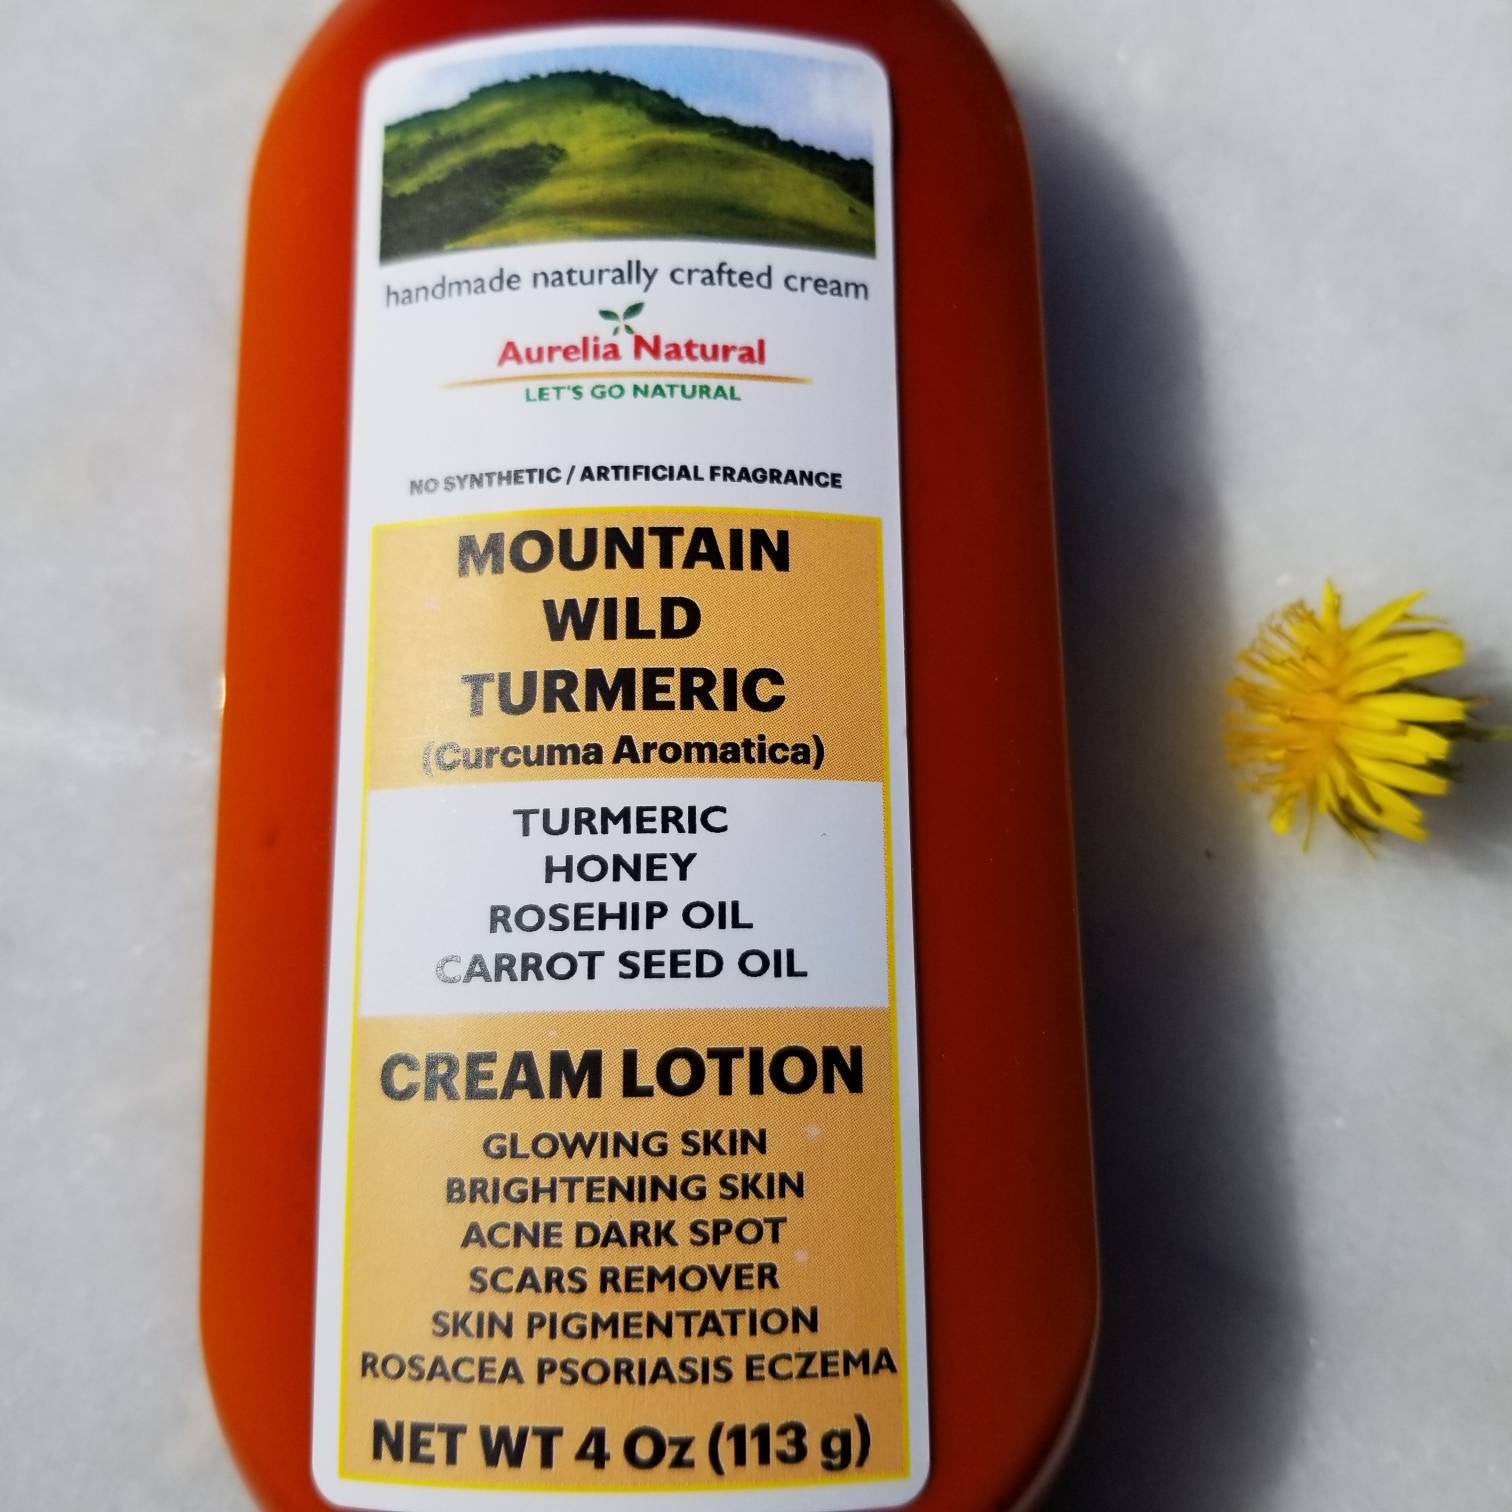 handmade naturally crafted cream
Aurelia Natural
LET'S GO NATURAL
NO SYNTHETIC / ARTIFICIAL FRAGRANCE
MOUNTAIN
WILD
TURMERIC
(Curcuma Aromatica)
TURMERIC
HONEY
ROSEHIP OIL
CARROT SEED OIL
CREAM LOTION
GLOWING SKIN
BRIGHTENING SKIN
ACNE DARK SPOT
SCARS REMOVER
SKIN PIGMENTATION
ROSACEA PSORIASIS ECZEMA
NET WT 4 Oz (113 g)